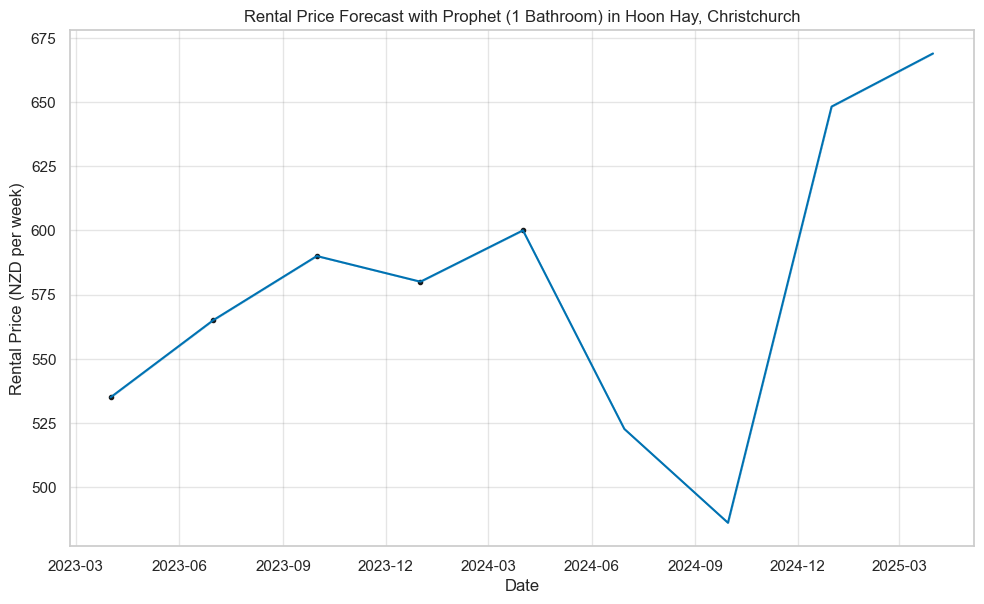 Rental Price Forecast with Prophet (1 Bathroom) in Hoon Hay, Christchurch
675
650
625
600
575
550
525
500
Rental Price (NZD per week)
2023-03 2023-06 2023-09 2023-12 2024-03 2024-06 2024-09 2024-12 2025-03
Date